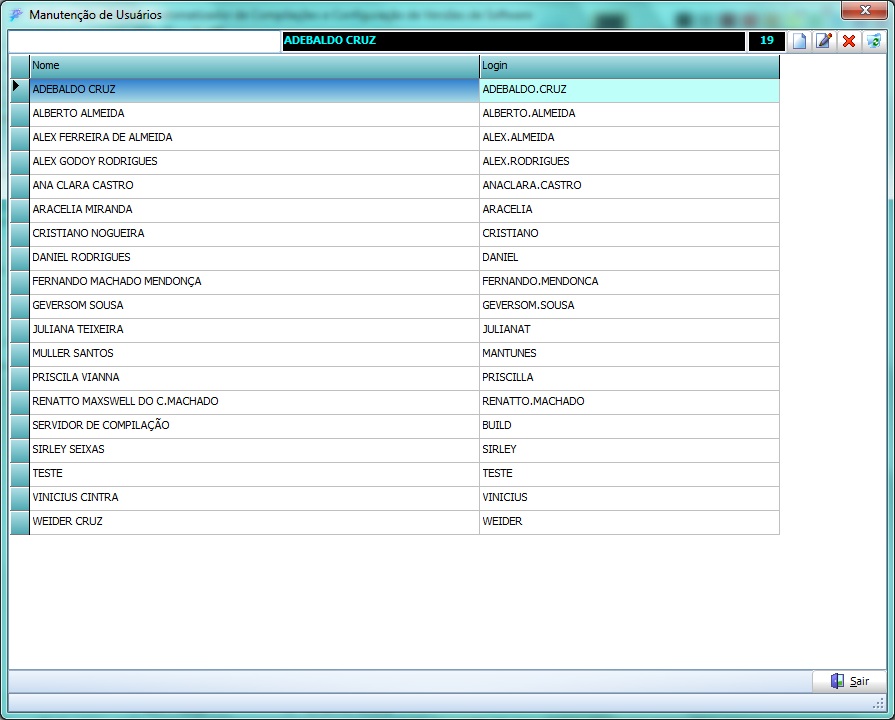 Manutenção de Usuários
ADEBALDO CRUZ 19
Nome Login
ADEBALDO CRUZ ADEBALDO.CRUZ
ALBERTO ALMEIDA ALBERTO.ALMEIDA
ALEX FERREIRA DE ALMEIDA ALEX.ALMEIDA
ALEX GODOY RODRIGUES ALEX.RODRIGUES
ANA CLARA CASTRO ANACLARA.CASTRO
ARACELIA MIRANDA ARACELIA
CRISTIANO NOGUEIRA CRISTIANO
DANIEL RODRIGUES DANIEL
FERNANDO MACHADO MENDONÇA FERNANDO.MENDONCA
GEVERSOM SOUSA GEVERSOM.SOUSA
JULIANA TEIXEIRA JULIANAT
MULLER SANTOS MANTUNES
PRISCILA VIANNA PRISCILLA
RENATTO MAXSWELL DO C.MACHADO RENATTO.MACHADO
SERVIDOR DE COMPILAÇÃO BUILD
SIRLEY SEIXAS SIRLEY
TESTE TESTE
VINICIUS CINTRA VINICIUS
WEIDER CRUZ WEIDER
Sair